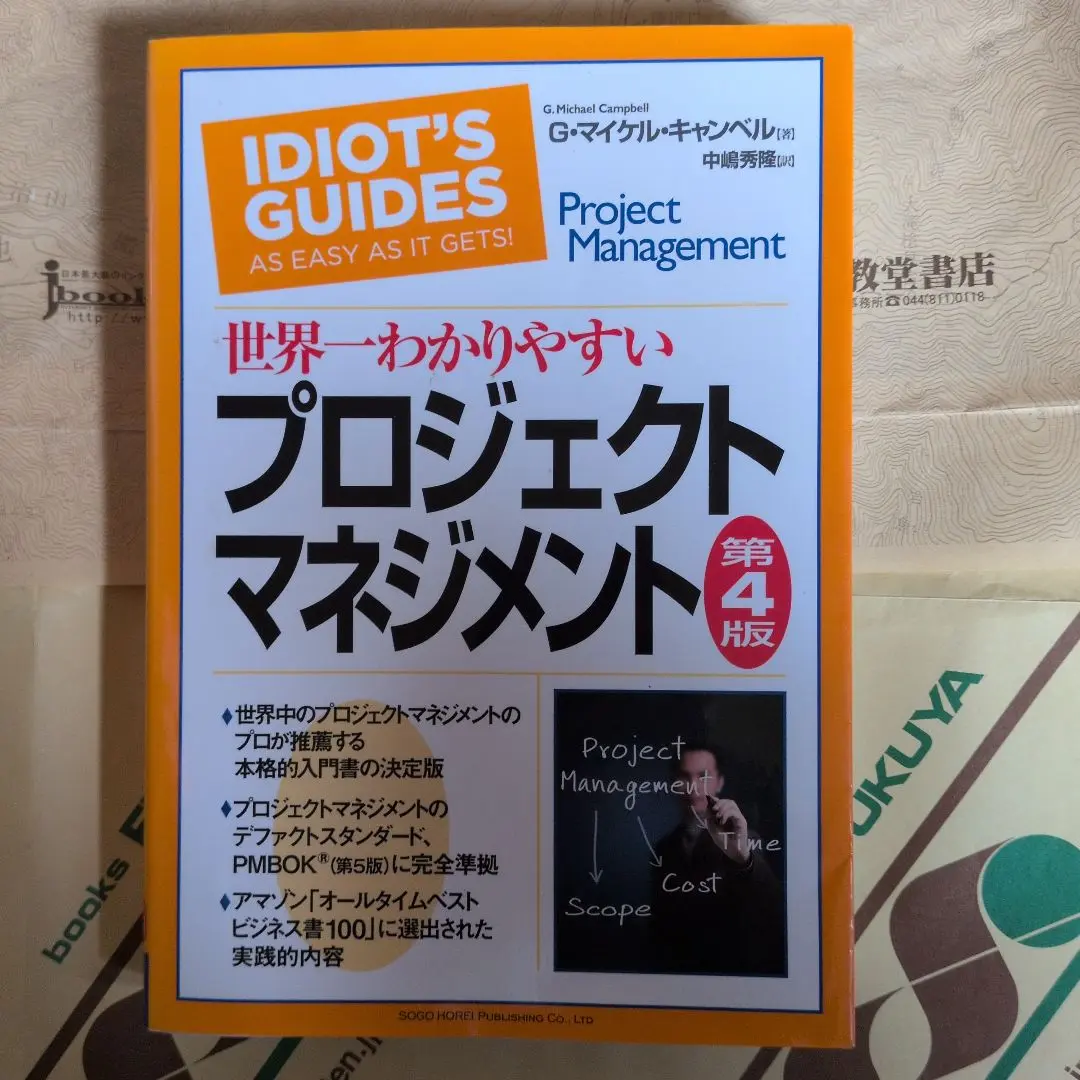 IDIOT'S
GUIDES
AS EASY AS IT GETS!
G. Michael Campbell
G・マイケル・キャンベル[著]
中嶋秀隆[訳]
Project
Management
世界一わかりやすい
プロジェクト
マネジメント
第4版
♦世界中のプロジェクトマネジメントの
プロが推薦する
本格的入門書の決定版
♦プロジェクトマネジメントの
デファクトスタンダード、
PMBOK®(第5版)に完全準拠
♦アマゾン「オールタイムベスト
ビジネス書100」に選出された
実践的内容
Project
Management
Time
Cost
Scope
SOGO HOREI PUBLISHING CO., LTD
jbook
http://w
教堂書店
事務所☎044(811)0118
books
UKUYA
en.j